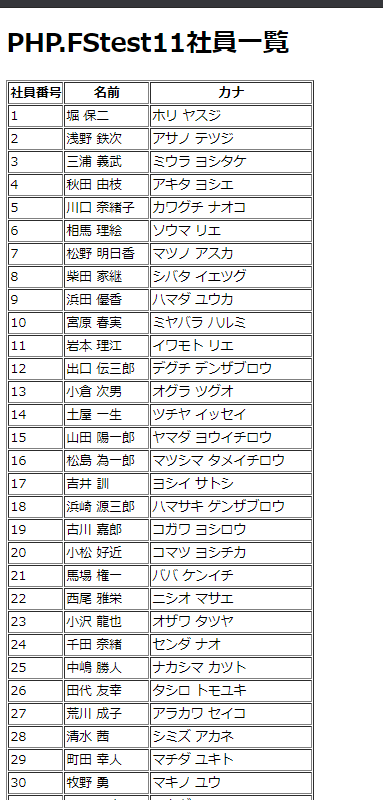 PHP.FStest11社員一覧
社員番号 名前 カナ
1 堀 保二 ホリ ヤスジ
2 浅野 鉄次 アサノ テツジ
3 三浦 義武 ミウラ ヨシタケ
4 秋田 由枝 アキタ ヨシエ
5 川口 奈緒子 カワグチ ナオコ
6 相馬 理絵 ソウマ リエ
7 松野 明日香 マツノ アスカ
8 柴田 家継 シバタ イエツグ
9 浜田 優香 ハマダ ユウカ
10 宮原 春実 ミヤバラ ハルミ
11 岩本 理江 イワモト リエ
12 出口 伝三郎 デグチ デンザブロウ
13 小倉 次男 オグラ ツグオ
14 土屋 一生 ツチヤ イッセイ
15 山田 陽一郎 ヤマダ ヨウイチロウ
16 松島 為一郎 マツシマ タメイチロウ
17 吉井 訓 ヨシイ サトシ
18 浜崎 源三郎 ハマサキ ゲンザブロウ
19 古川 嘉郎 コガワ ヨシロウ
20 小松 好近 コマツ ヨシチカ
21 馬場 権一 ババ ケンイチ
22 西尾 雅栄 ニシオ マサエ
23 小沢 龍也 オザワ タツヤ
24 千田 奈緒 センダ ナオ
25 中嶋 勝人 ナカシマ カツト
26 田代 友幸 タシロ トモユキ
27 荒川 成子 アラカワ セイコ
28 清水 茜 シミズ アカネ
29 町田 幸人 マチダ ユキト
30 牧野 勇 マキノ ユウ